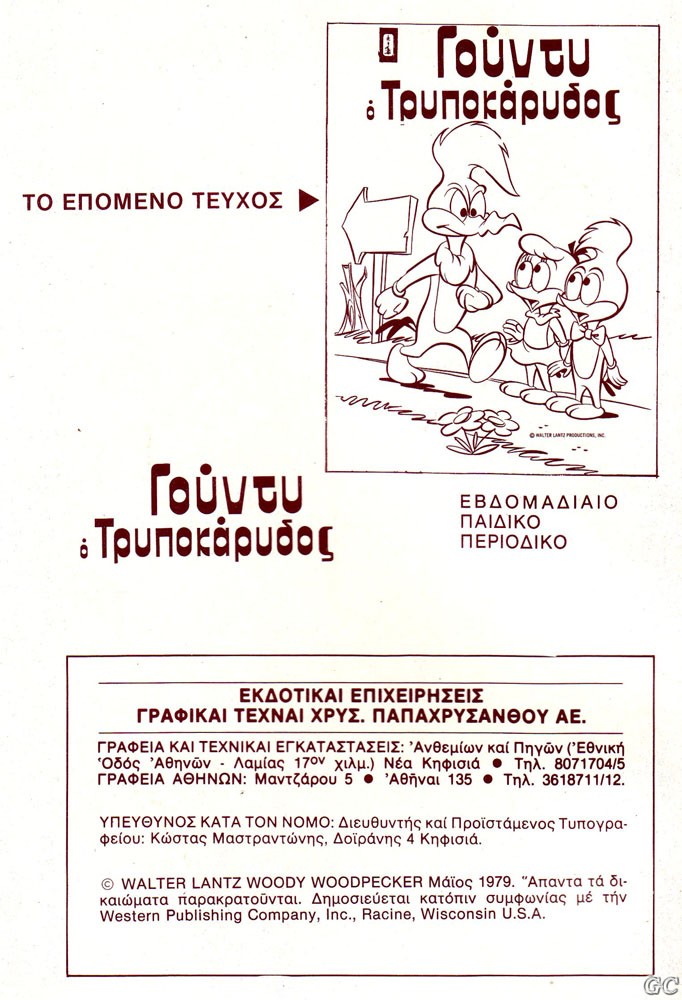 Γούντυ
ὁ Τρυποκάρυδος
ΤΟ ΕΠΟΜΕΝΟ ΤΕΥΧΟΣ
© WALTER LANTZ PRODUCTIONS, INC.
Γούντυ
ὁ Τρυποκάρυδος
ΕΒΔΟΜΑΔΙΑΙΟ
ΠΑΙΔΙΚΟ
ΠΕΡΙΟΔΙΚΟ
ΕΚΔΟΤΙΚΑΙ ΕΠΙΧΕΙΡΗΣΕΙΣ
ΓΡΑΦΙΚΑΙ ΤΕΧΝΑΙ ΧΡΥΣ. ΠΑΠΑΧΡΥΣΑΝΘΟΥ ΑΕ.
ΓΡΑΦΕΙΑ ΚΑΙ ΤΕΧΝΙΚΑΙ ΕΓΚΑΤΑΣΤΑΣΕΙΣ: Ἀνθεμίων καί Πηγῶν (Ἐθνική
Ὁδός Ἀθηνῶν - Λαμίας 17ον χιλμ.) Νέα Κηφισιά ● Τηλ. 8071704/5
ΓΡΑΦΕΙΑ ΑΘΗΝΩΝ: Μαντζάρου 5 ● Ἀθῆναι 135 ● Τηλ. 3618711/12.
ΥΠΕΥΘΥΝΟΣ ΚΑΤΑ ΤΟΝ ΝΟΜΟ: Διευθυντής καί Προϊστάμενος Τυπογρα-
φείου: Κώστας Μαστραντώνης, Δοϊράνης 4 Κηφισιά.
© WALTER LANTZ WOODY WOODPECKER Μάϊος 1979. Ἅπαντα τά δι-
καιώματα παρακρατοῦνται. Δημοσιεύεται κατόπιν συμφωνίας μέ τήν
Western Publishing Company, Inc., Racine, Wisconsin U.S.A.
GC